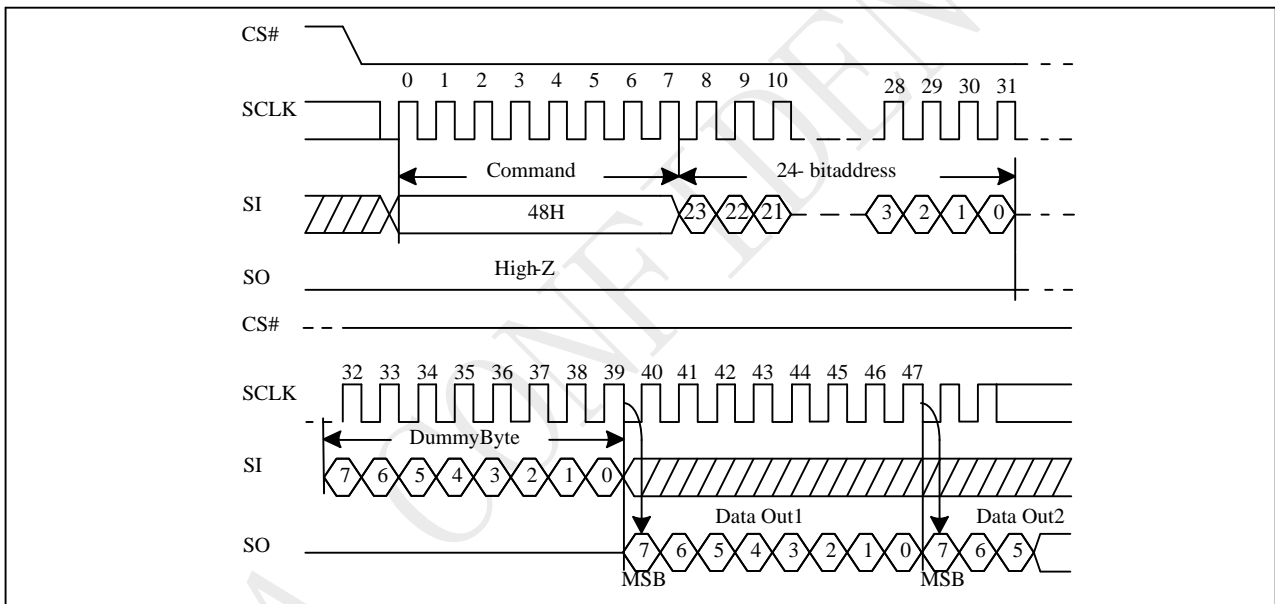 CS#
0 1 2 3 4 5 6 7 8 9 10 28 29 30 31
SCLK
Command 24- bitaddress
SI 48H 23 22 21 3 2 1 0
High-Z
SO
CS#
32 33 34 35 36 37 38 39 40 41 42 43 44 45 46 47
SCLK
DummyByte
SI 7 6 5 4 3 2 1 0
Data Out1 Data Out2
SO 7 6 5 4 3 2 1 0 7 6 5
MSB MSB